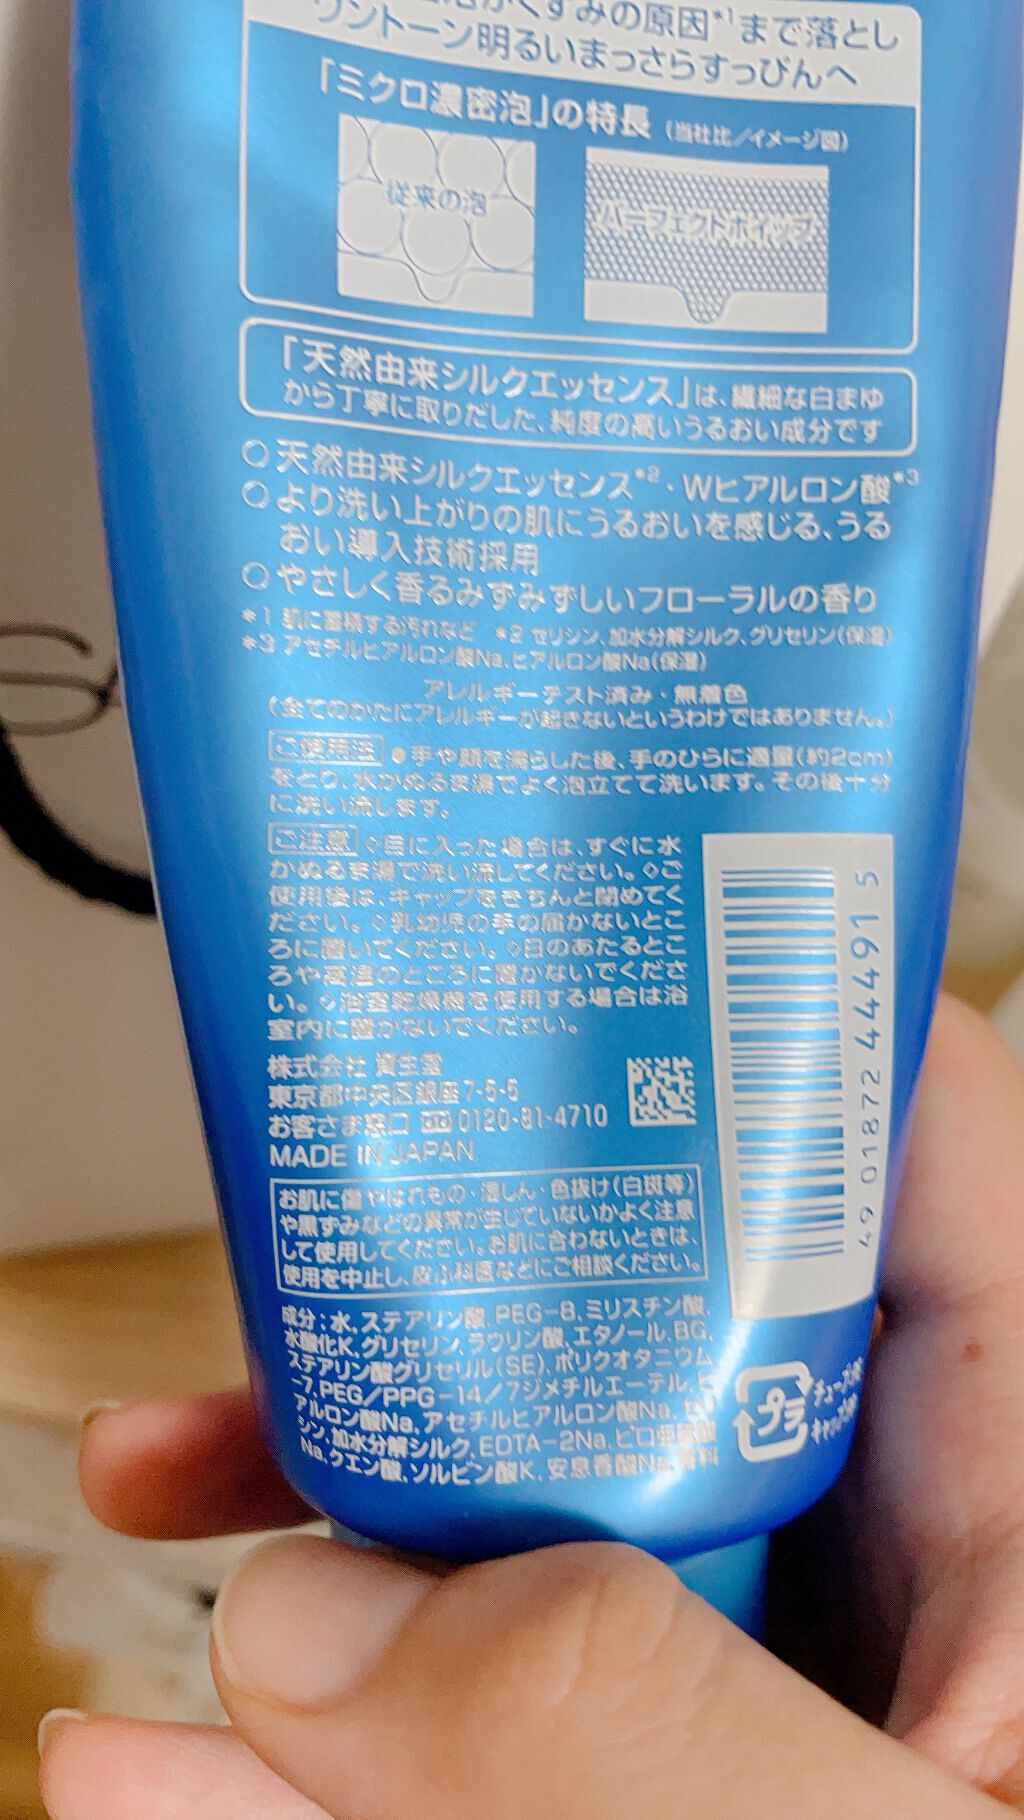 くすみの原因*1まで落とし
ワントーン明るいまっさらすっぴんへ
「ミクロ濃密泡」の特長(当社比/イメージ図)
従来の泡
パーフェクトホイップ
「天然由来シルクエッセンス」は、繊細な白まゆ
から丁寧に取りだした、純度の高いうるおい成分です
○天然由来シルクエッセンス*2・Wヒアルロン酸*3
○より洗い上がりの肌にうるおいを感じる、うる
おい導入技術採用
○やさしく香るみずみずしいフローラルの香り
*1 肌に蓄積する汚れなど *2 セリシン、加水分解シルク、グリセリン(保湿)
*3 アセチルヒアルロン酸Na、ヒアルロン酸Na(保湿)
アレルギーテスト済み・無着色
(全てのかたにアレルギーが起きないというわけではありません。)
ご使用法 ●手や顔を濡らした後、手のひらに適量(約2cm)
をとり、水かぬるま湯でよく泡立てて洗います。その後十分
に洗い流します。
ご注意 ◇目に入った場合は、すぐに水
かぬるま湯で洗い流してください。◇ご
使用後は、キャップをきちんと閉めてく
ださい。◇乳幼児の手の届かないとこ
ろに置いてください。◇日のあたるとこ
ろや高温のところに置かないでくださ
い。◇浴室乾燥機を使用する場合は浴
室内に置かないでください。
株式会社 資生堂
東京都中央区銀座7-5-5
お客さま窓口 0120-81-4710
MADE IN JAPAN
4901872 444915
お肌に傷やはれもの・湿しん・色抜け(白斑等)
や黒ずみなどの異常が生じていないかよく注意
して使用してください。お肌に合わないときは、
使用を中止し、皮ふ科医などにご相談ください。
成分:水、ステアリン酸、PEG-8、ミリスチン酸、
水酸化K、グリセリン、ラウリン酸、エタノール、BG、
ステアリン酸グリセリル(SE)、ポリクオタニウム
-7、PEG/PPG-14/7ジメチルエーテル、ヒ
アルロン酸Na、アセチルヒアルロン酸Na、セリ
シン、加水分解シルク、EDTA-2Na、ピロ亜硫酸
Na、クエン酸、ソルビン酸K、安息香酸Na、香料
プラ